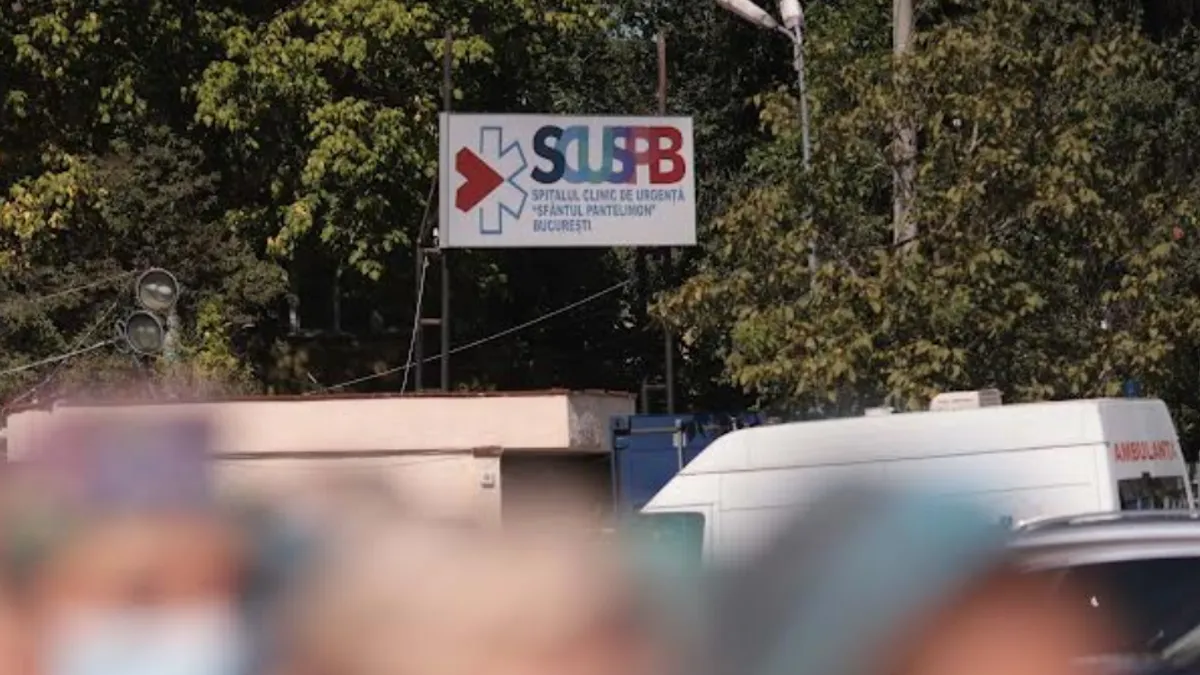 SCUSPB
SPITALUL CLINIC DE URGENȚĂ
"SFÂNTUL PANTELIMON"
BUCUREȘTI
AMBULANȚA